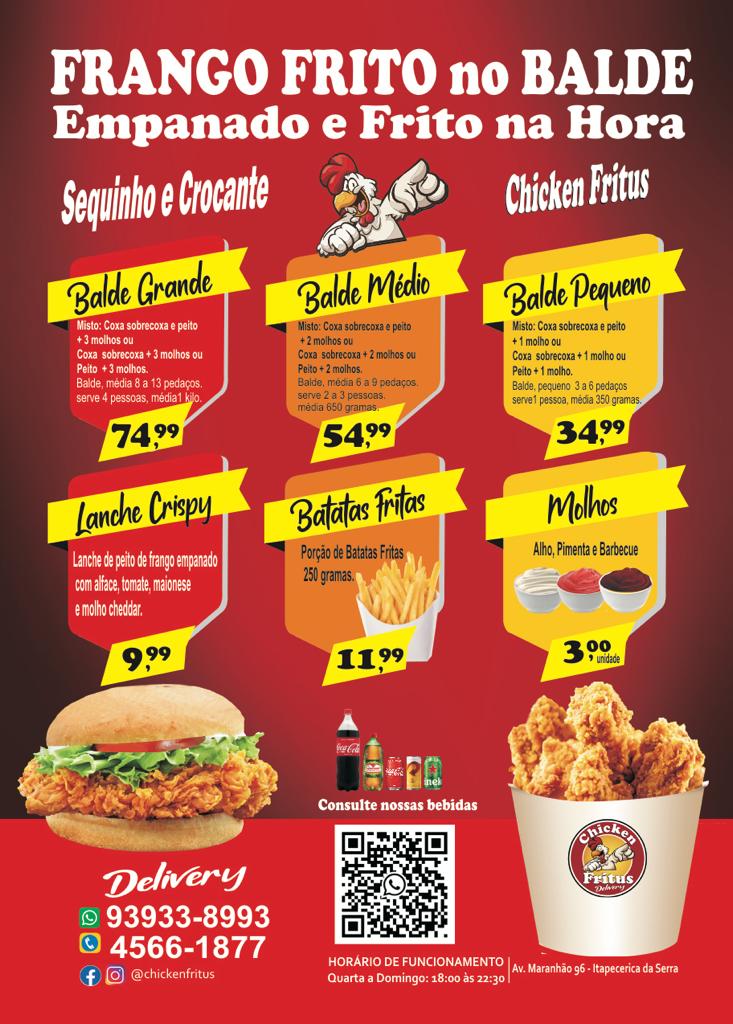 FRANGO FRITO no BALDE
Empanado e Frito na Hora
Sequinho e Crocante
Chicken Fritus
Balde Grande
Misto: Coxa sobrecoxa e peito
+ 3 molhos ou
Coxa sobrecoxa + 3 molhos ou
Peito + 3 molhos.
Balde, média 8 a 13 pedaços.
serve 4 pessoas, média1 kilo.
74,99
Balde Médio
Misto: Coxa sobrecoxa e peito
+ 2 molhos ou
Coxa sobrecoxa + 2 molhos ou
Peito + 2 molhos.
Balde, média 6 a 9 pedaços.
serve 2 a 3 pessoas.
média 650 gramas.
54,99
Balde Pequeno
Misto: Coxa sobrecoxa e peito
+ 1 molho ou
Coxa sobrecoxa + 1 molho ou
Peito + 1 molho.
Balde, pequeno 3 a 6 pedaços
serve1 pessoa, média 350 gramas.
34,99
Lanche Crispy
Lanche de peito de frango empanado
com alface, tomate, maionese
e molho cheddar.
9,99
Batatas Fritas
Porção de Batatas Fritas
250 gramas.
11,99
Molhos
Alho, Pimenta e Barbecue
3,00 unidade
Coca-Cola
Consulte nossas bebidas
Chicken
Fritus
Delivery
Delivery
93933-8993
4566-1877
@chickenfritus
HORÁRIO DE FUNCIONAMENTO
Quarta a Domingo: 18:00 às 22:30
Av. Maranhão 96 - Itapecerica da Serra